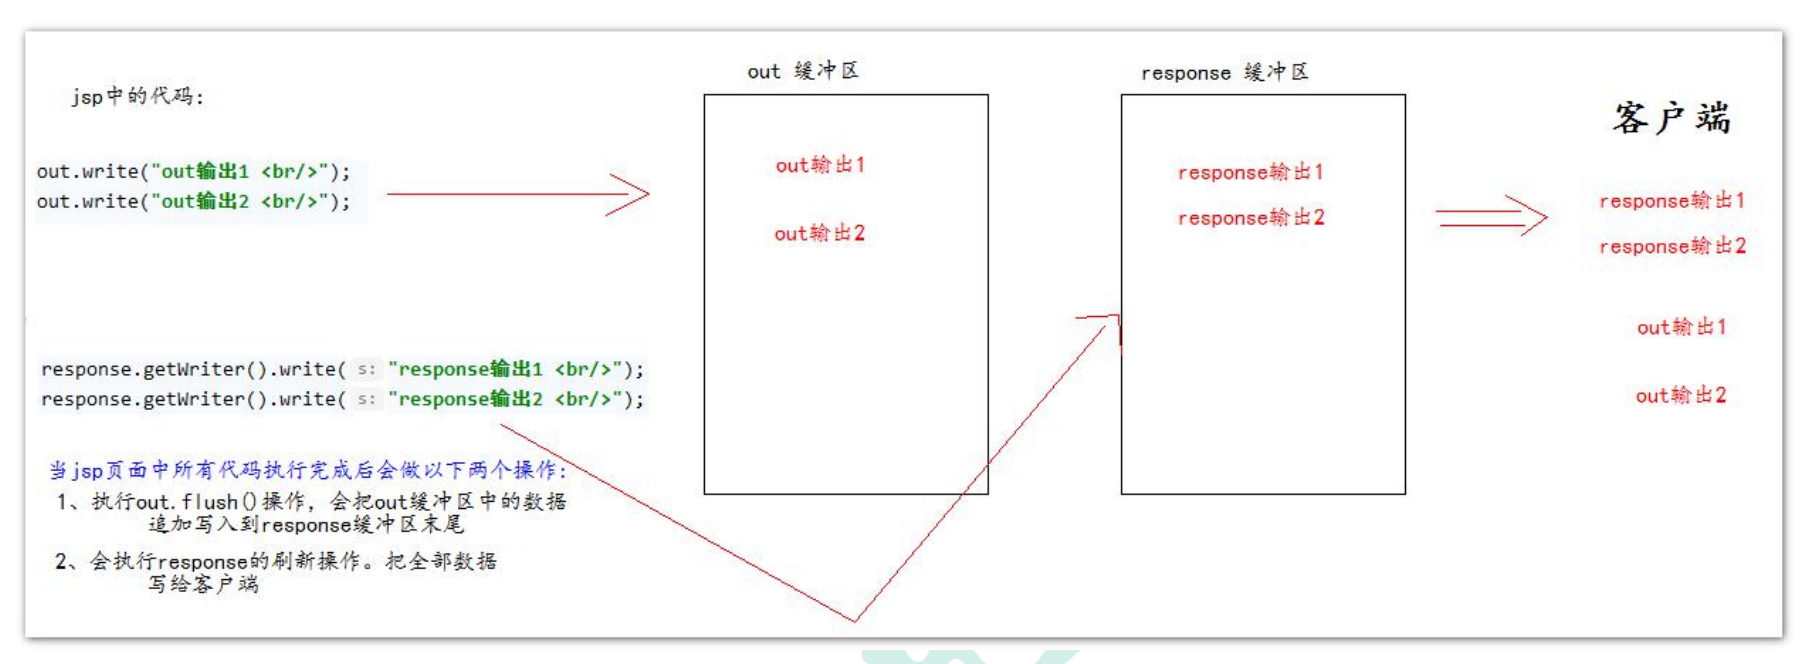 jsp中的代码:
out.write("out输出1 <br/>");
out.write("out输出2 <br/>");
response.getWriter().write( s: "response输出1 <br/>");
response.getWriter().write( s: "response输出2 <br/>");
当jsp页面中所有代码执行完成后会做以下两个操作:
1、执行out.flush()操作，会把out缓冲区中的数据
追加写入到response缓冲区末尾
2、会执行response的刷新操作。把全部数据
写给客户端
out 缓冲区
out输出1
out输出2
response 缓冲区
response输出1
response输出2
客户端
response输出1
response输出2
out输出1
out输出2